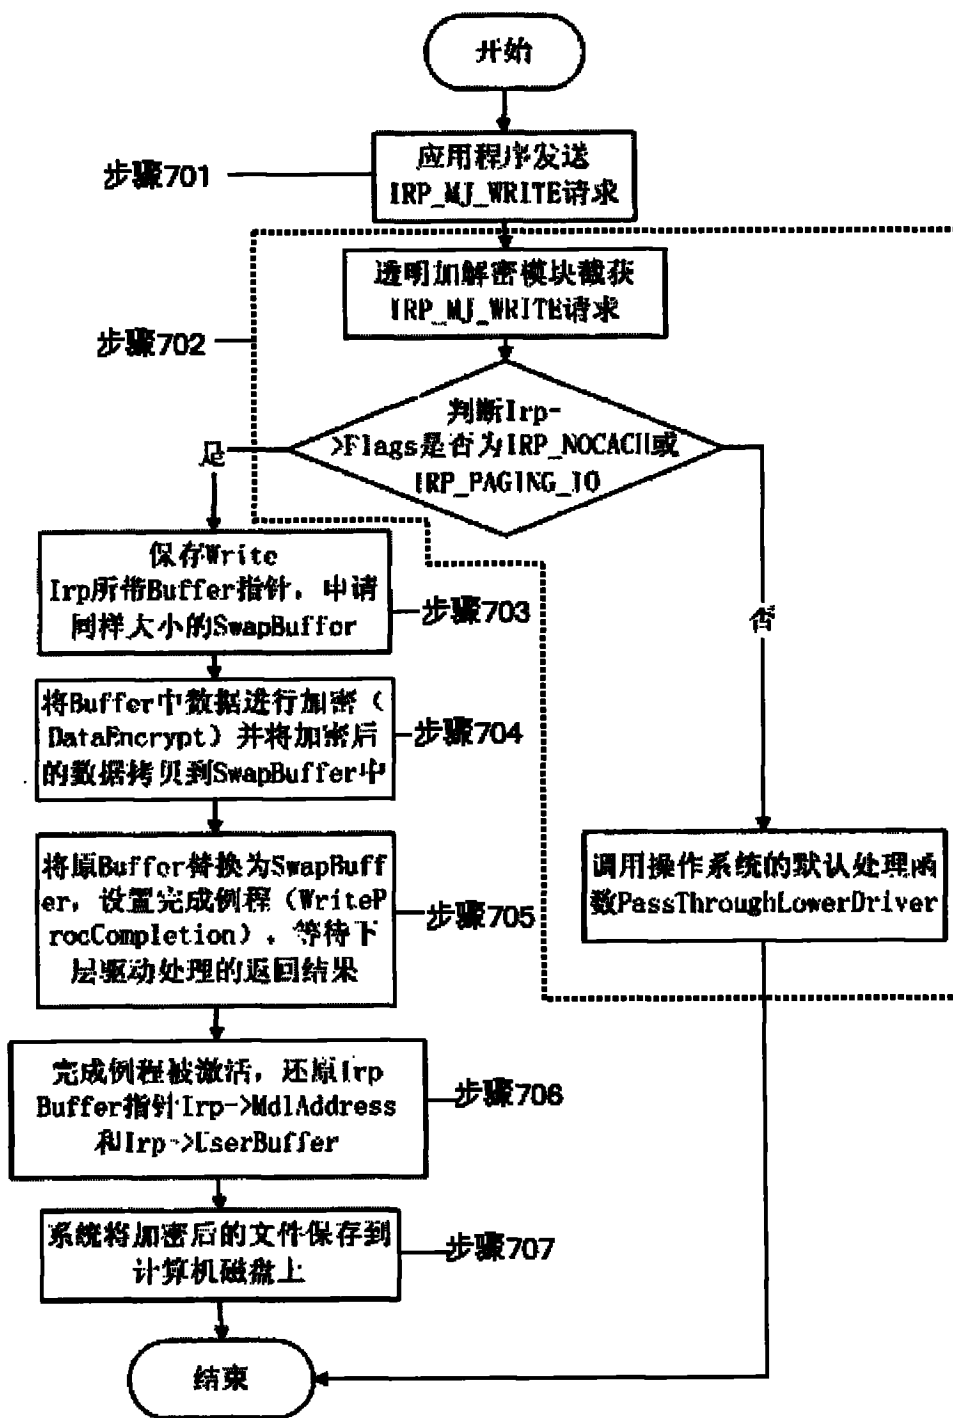 开始
步骤701
应用程序发送
IRP_MJ_WRITE请求
透明加解密模块截获
IRP_MJ_WRITE请求
步骤702
判断Irp-
>Flags是否为IRP_NOCACH或
IRP_PAGING_IO
是
否
保存Write
Irp所带Buffer指针，申请
同样大小的SwapBuffer
步骤703
将Buffer中数据进行加密（
DataEncrypt）并将加密后
的数据拷贝到SwapBuffer中
步骤704
将原Buffer替换为SwapBuff
er，设置完成例程（WriteP
rocCompletion），等待下
层驱动处理的返回结果
步骤705
调用操作系统的默认处理函
数PassThroughLowerDriver
完成例程被激活，还原Irp
Buffer指针Irp->MdlAddress
和Irp->UserBuffer
步骤706
系统将加密后的文件保存到
计算机磁盘上
步骤707
结束